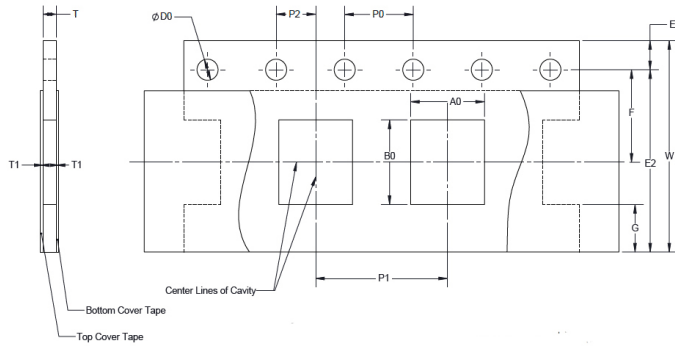 T
ØD0
P2
P0
E
A0
F
T1
T1
B0
E2
W
G
Center Lines of Cavity
P1
Bottom Cover Tape
Top Cover Tape